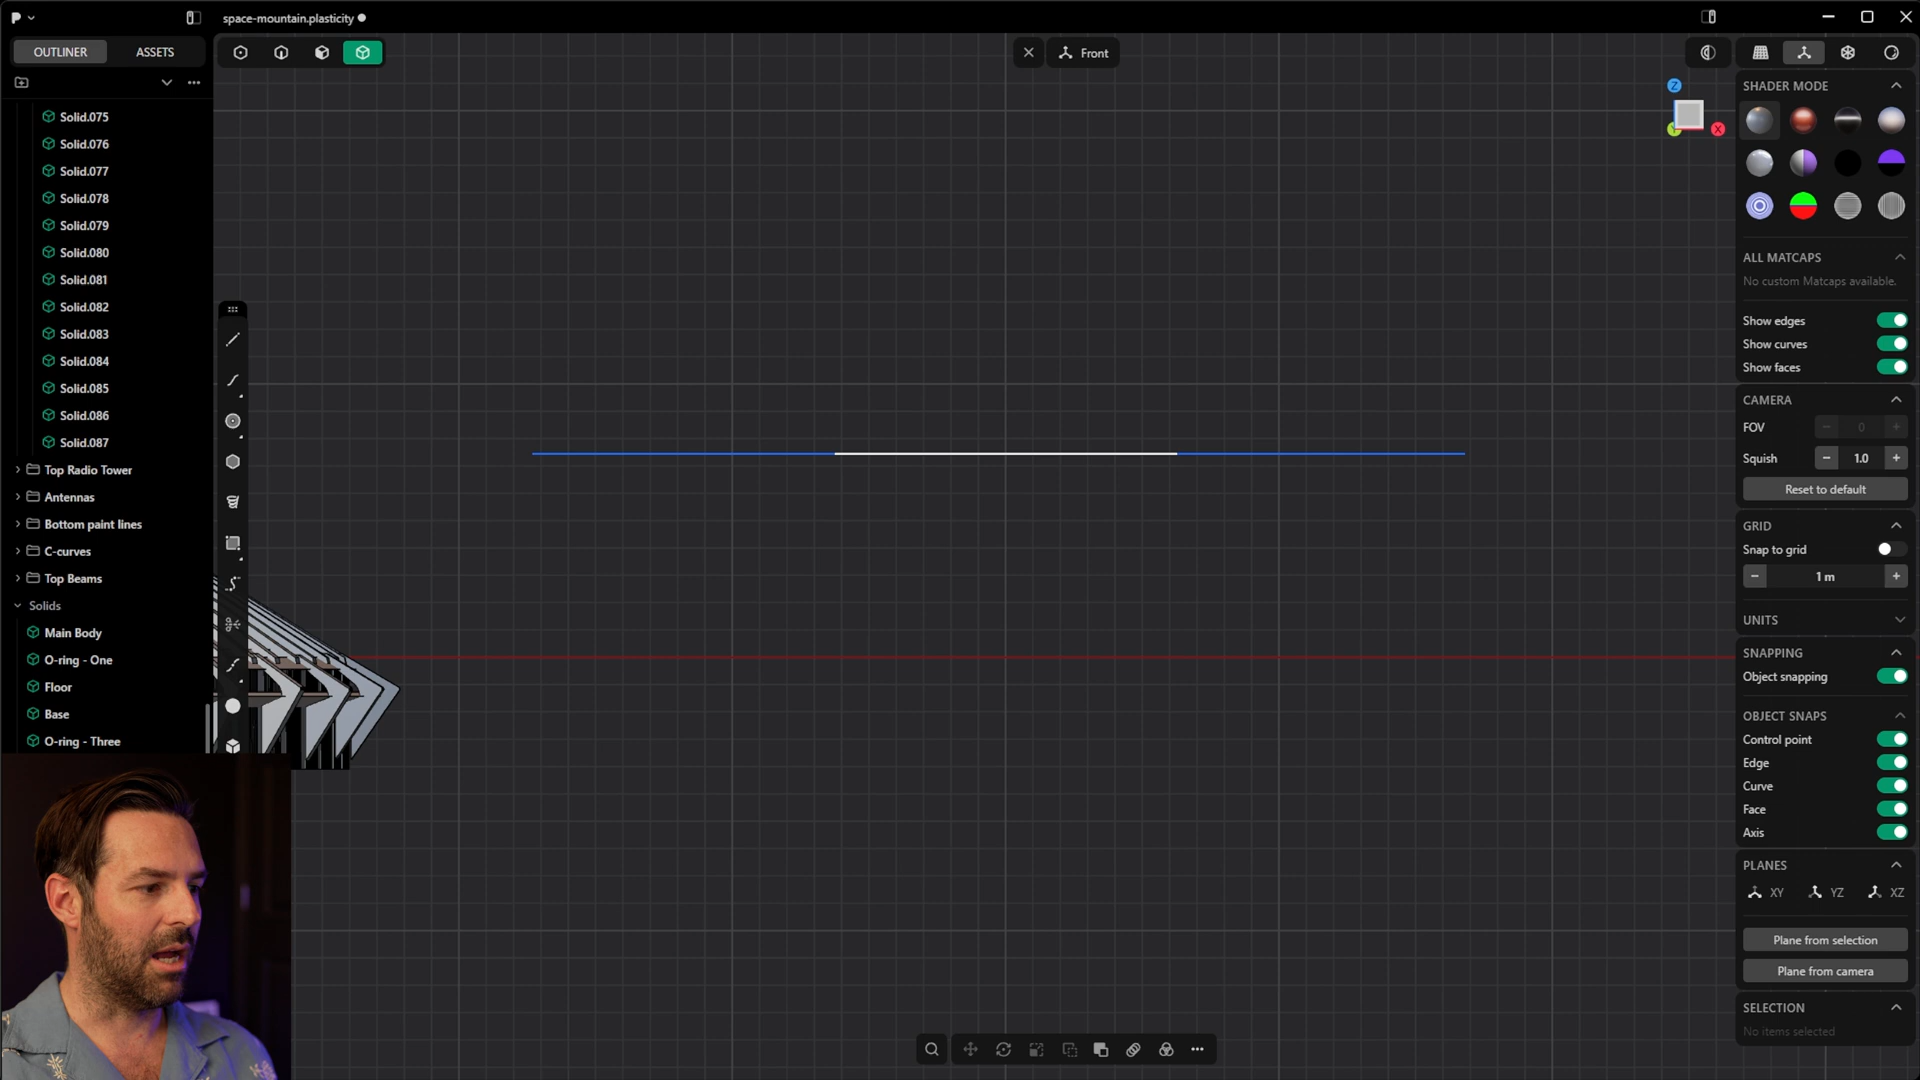 space-mountain.plasticity
OUTLINER
ASSETS
Front
Solid.075
Solid.076
Solid.077
Solid.078
Solid.079
Solid.080
Solid.081
Solid.082
Solid.083
Solid.084
Solid.085
Solid.086
Solid.087
Top Radio Tower
Antennas
Bottom paint lines
C-curves
Top Beams
Solids
Main Body
O-ring - One
Floor
Base
O-ring - Three
Z
X
SHADER MODE
ALL MATCAPS
No custom Matcaps available.
Show edges
Show curves
Show faces
CAMERA
FOV
0
Squish
1.0
Reset to default
GRID
Snap to grid
1 m
UNITS
SNAPPING
Object snapping
OBJECT SNAPS
Control point
Edge
Curve
Face
Axis
PLANES
XY
YZ
XZ
Plane from selection
Plane from camera
SELECTION
No items selected